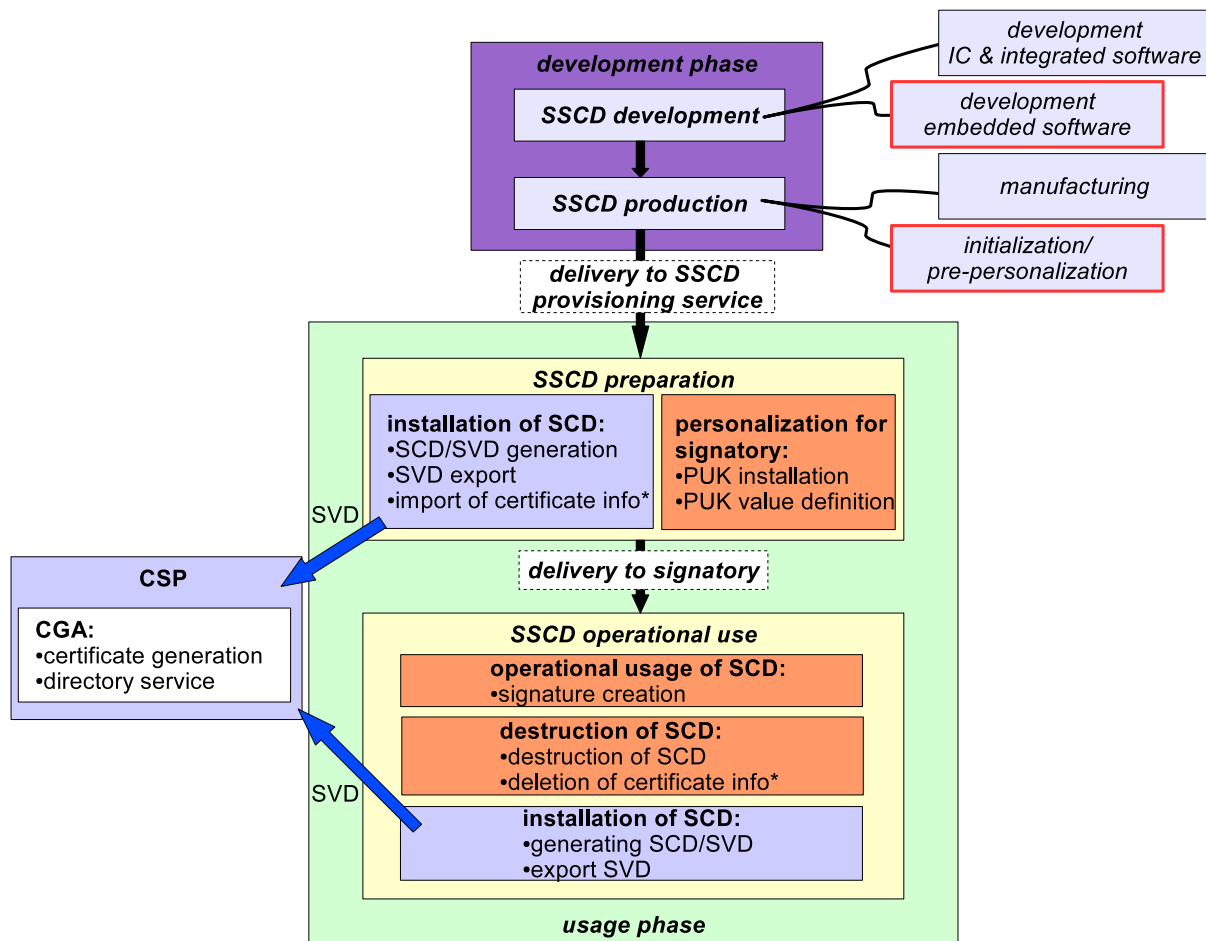 development
IC & integrated software
development phase
SSCD development
development
embedded software
SSCD production
manufacturing
initialization/
pre-personalization
delivery to SSCD
provisioning service
SSCD preparation
installation of SCD:
•SCD/SVD generation
•SVD export
•import of certificate info*
personalization for
signatory:
•PUK installation
•PUK value definition
SVD
delivery to signatory
CSP
CGA:
•certificate generation
•directory service
SSCD operational use
operational usage of SCD:
•signature creation
destruction of SCD:
•destruction of SCD
•deletion of certificate info*
SVD
installation of SCD:
•generating SCD/SVD
•export SVD
usage phase